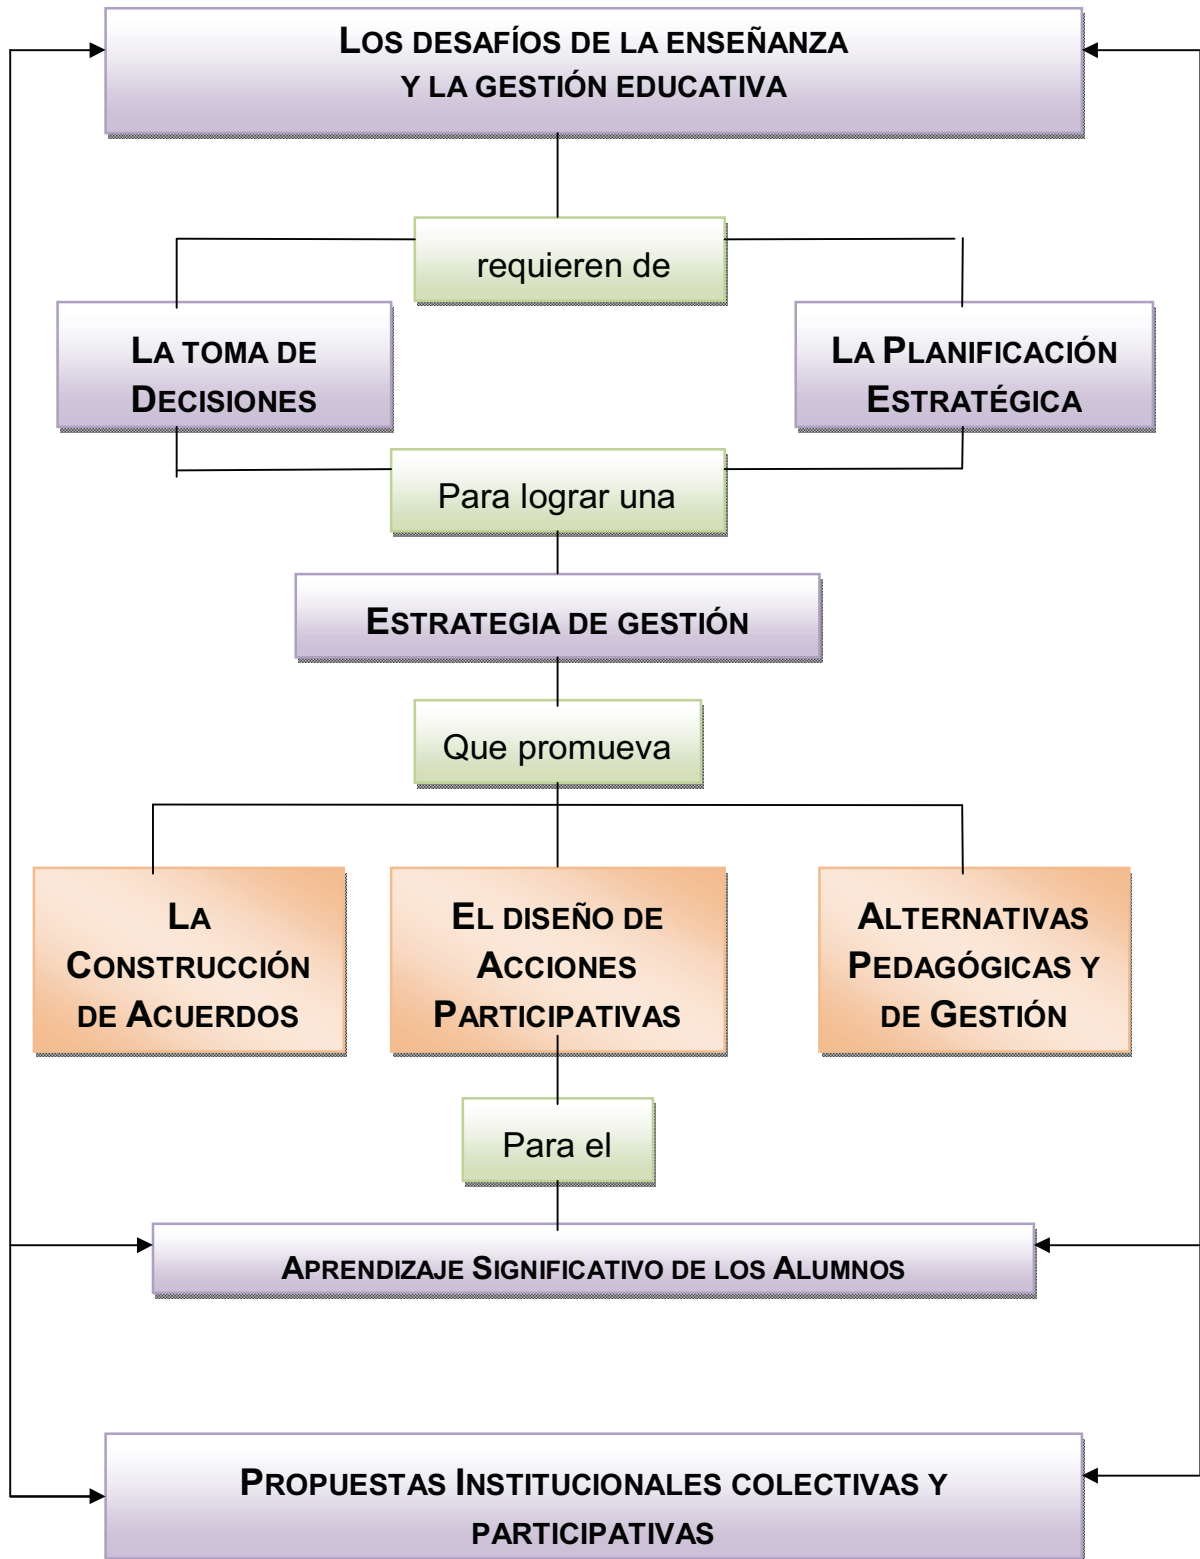 LOS DESAFÍOS DE LA ENSEÑANZA
Y LA GESTIÓN EDUCATIVA
requieren de
LA TOMA DE
DECISIONES
LA PLANIFICACIÓN
ESTRATÉGICA
Para lograr una
ESTRATEGIA DE GESTIÓN
Que promueva
LA
CONSTRUCCIÓN
DE ACUERDOS
EL DISEÑO DE
ACCIONES
PARTICIPATIVAS
ALTERNATIVAS
PEDAGÓGICAS Y
DE GESTIÓN
Para el
APRENDIZAJE SIGNIFICATIVO DE LOS ALUMNOS
PROPUESTAS INSTITUCIONALES COLECTIVAS Y
PARTICIPATIVAS